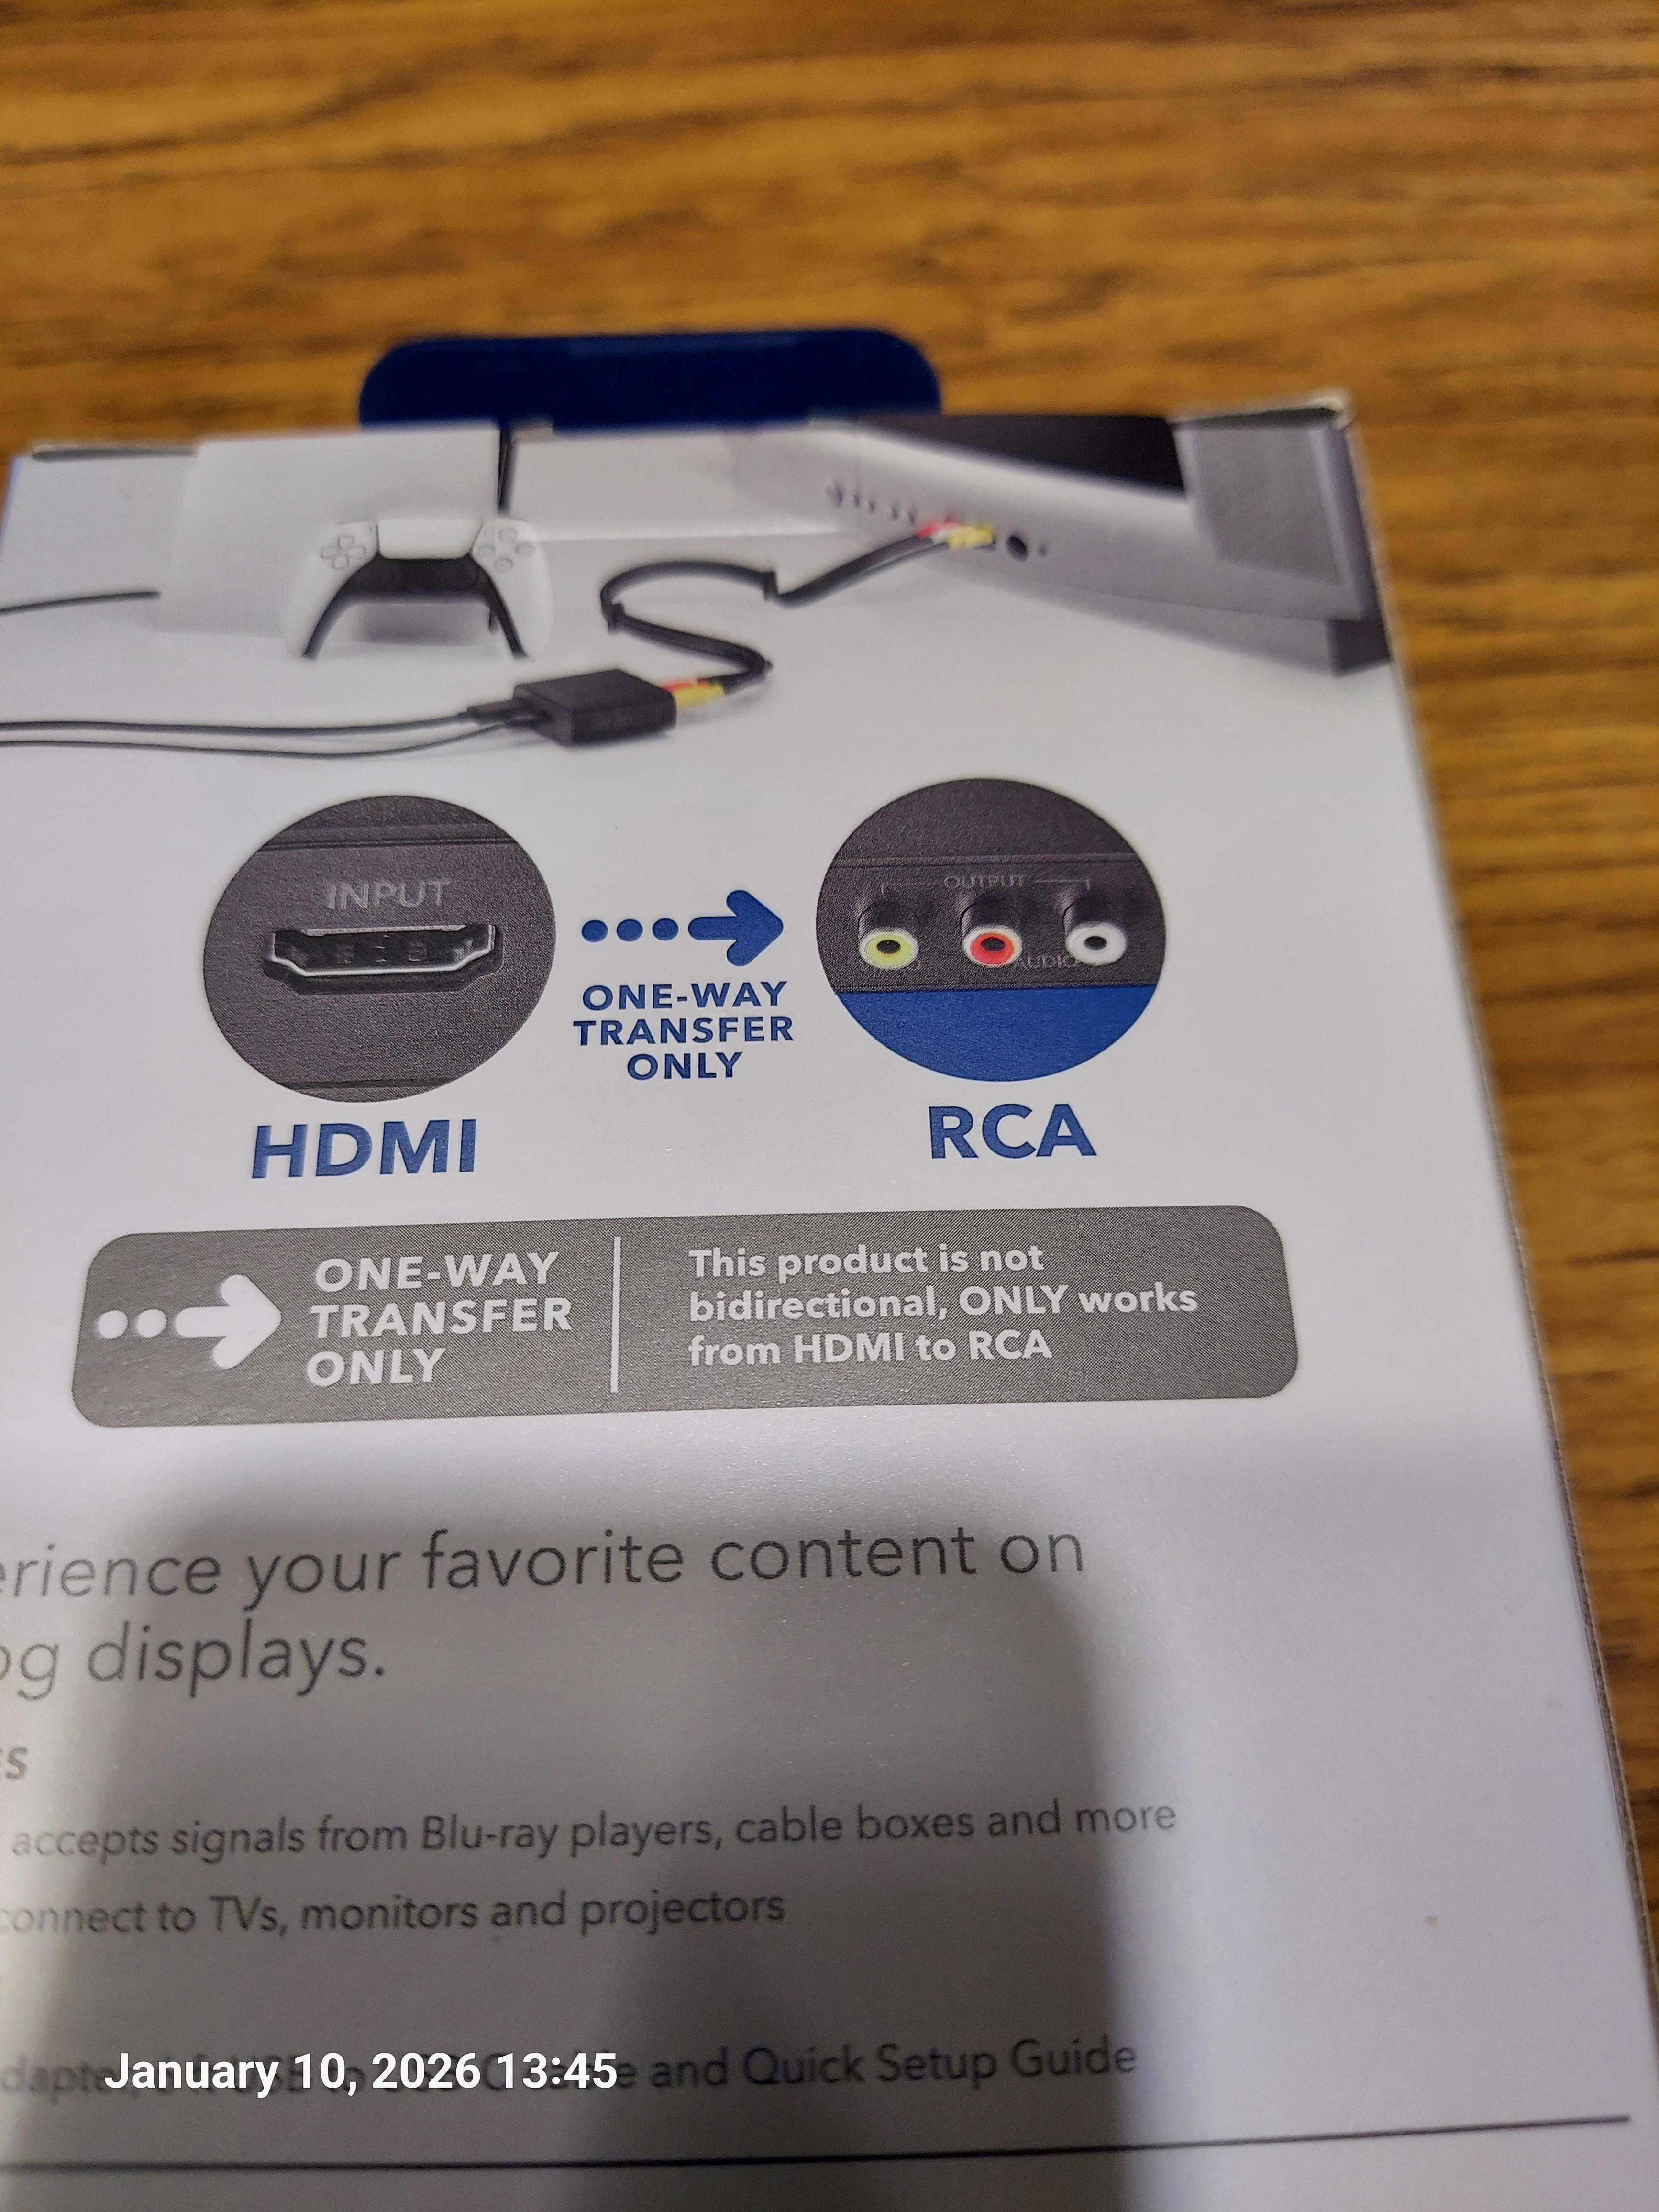 INPUT
OUTPUT
AUDIO
ONE-WAY
TRANSFER
ONLY
HDMI
RCA
ONE-WAY
TRANSFER
ONLY
This product is not
bidirectional, ONLY works
from HDMI to RCA
erience your favorite content on
og displays.
accepts signals from Blu-ray players, cable boxes and more
connect to TVs, monitors and projectors
and Quick Setup Guide
January 10, 2026 13:45